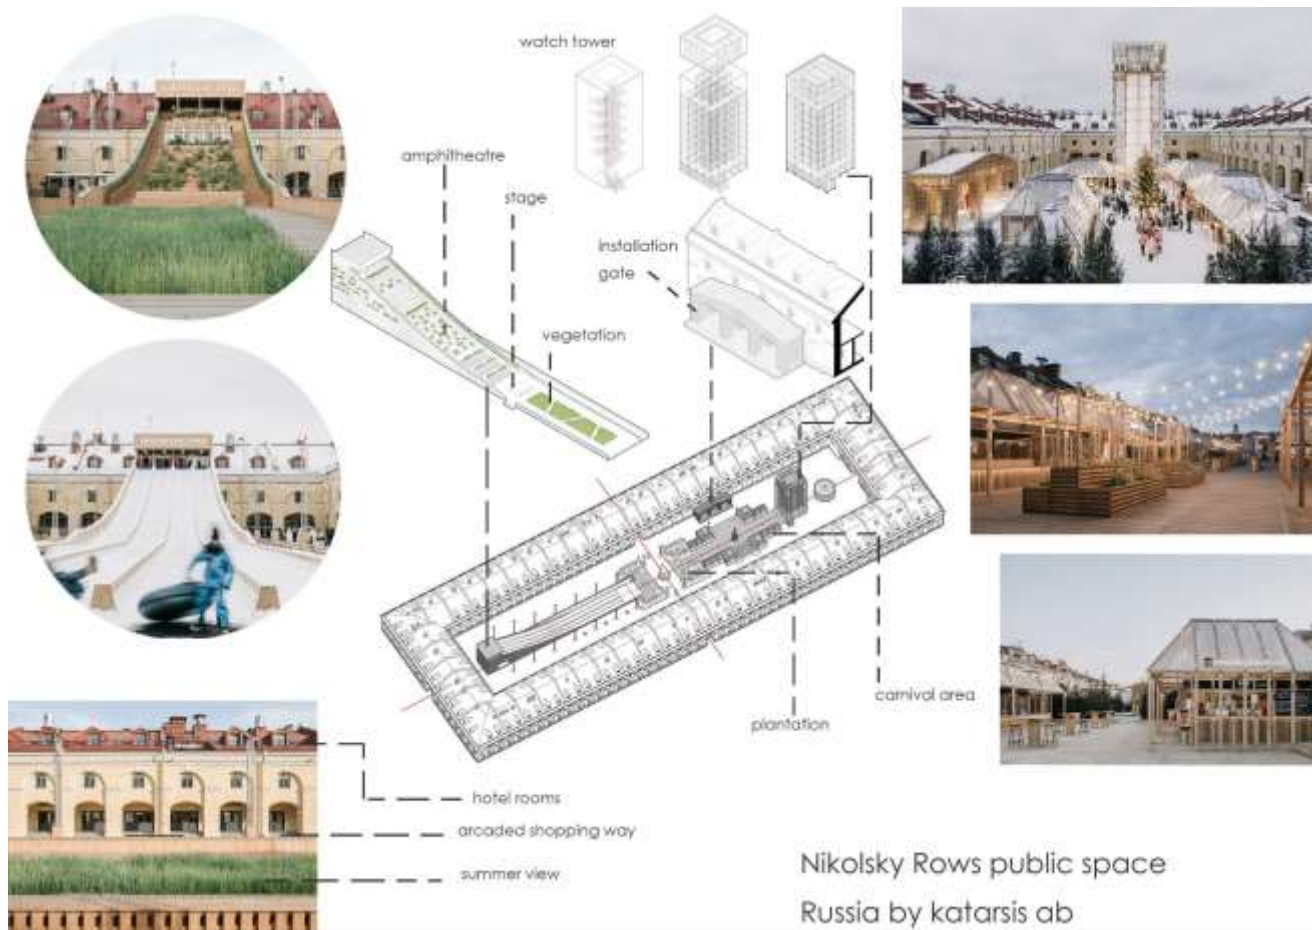 watch tower
amphitheatre
stage
installation
gate
vegetation
carnival area
plantation
hotel rooms
arcaded shopping way
summer view
Nikolsky Rows public space
Russia by katarsis ab